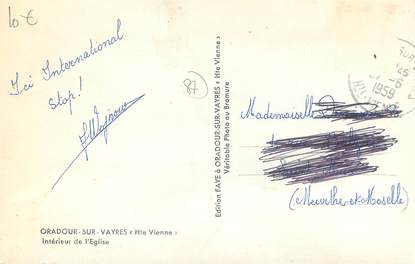 10 €
Ici International
Stop!
87
Edition FAYE à ORADOUR-SUR-VAYRES « Hte Vienne »
Véritable Photo au Bromure
1959
Mademoiselle
(Meurthe-et-Moselle)
ORADOUR-SUR-VAYRES « Hte Vienne »
Intérieur de l'Eglise